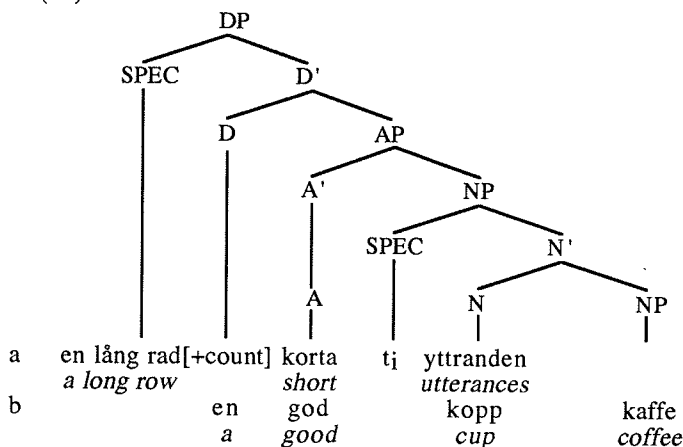 DP
SPEC D'
D AP
A' NP
SPEC N'
A N NP
a en lång rad[+count] korta ti yttranden
a long row short utterances
b en god kopp kaffe
a good cup coffee